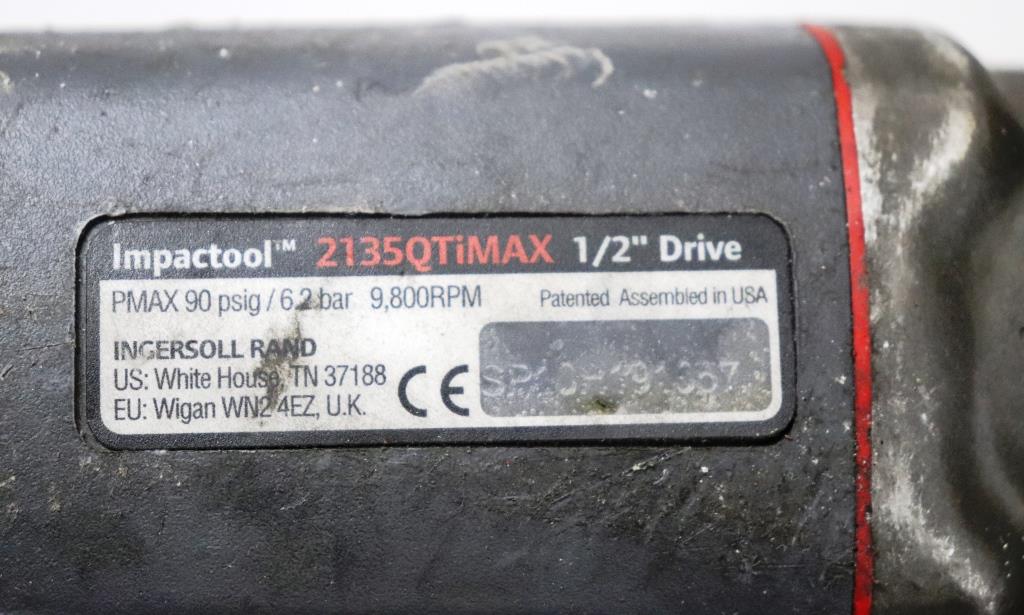 Impactool™ 2135QTiMAX 1/2" Drive
PMAX 90 psig / 6.2 bar 9,800RPM Patented Assembled in USA
INGERSOLL RAND
US: White House, TN 37188
EU: Wigan WN2 4EZ, U.K.
CE